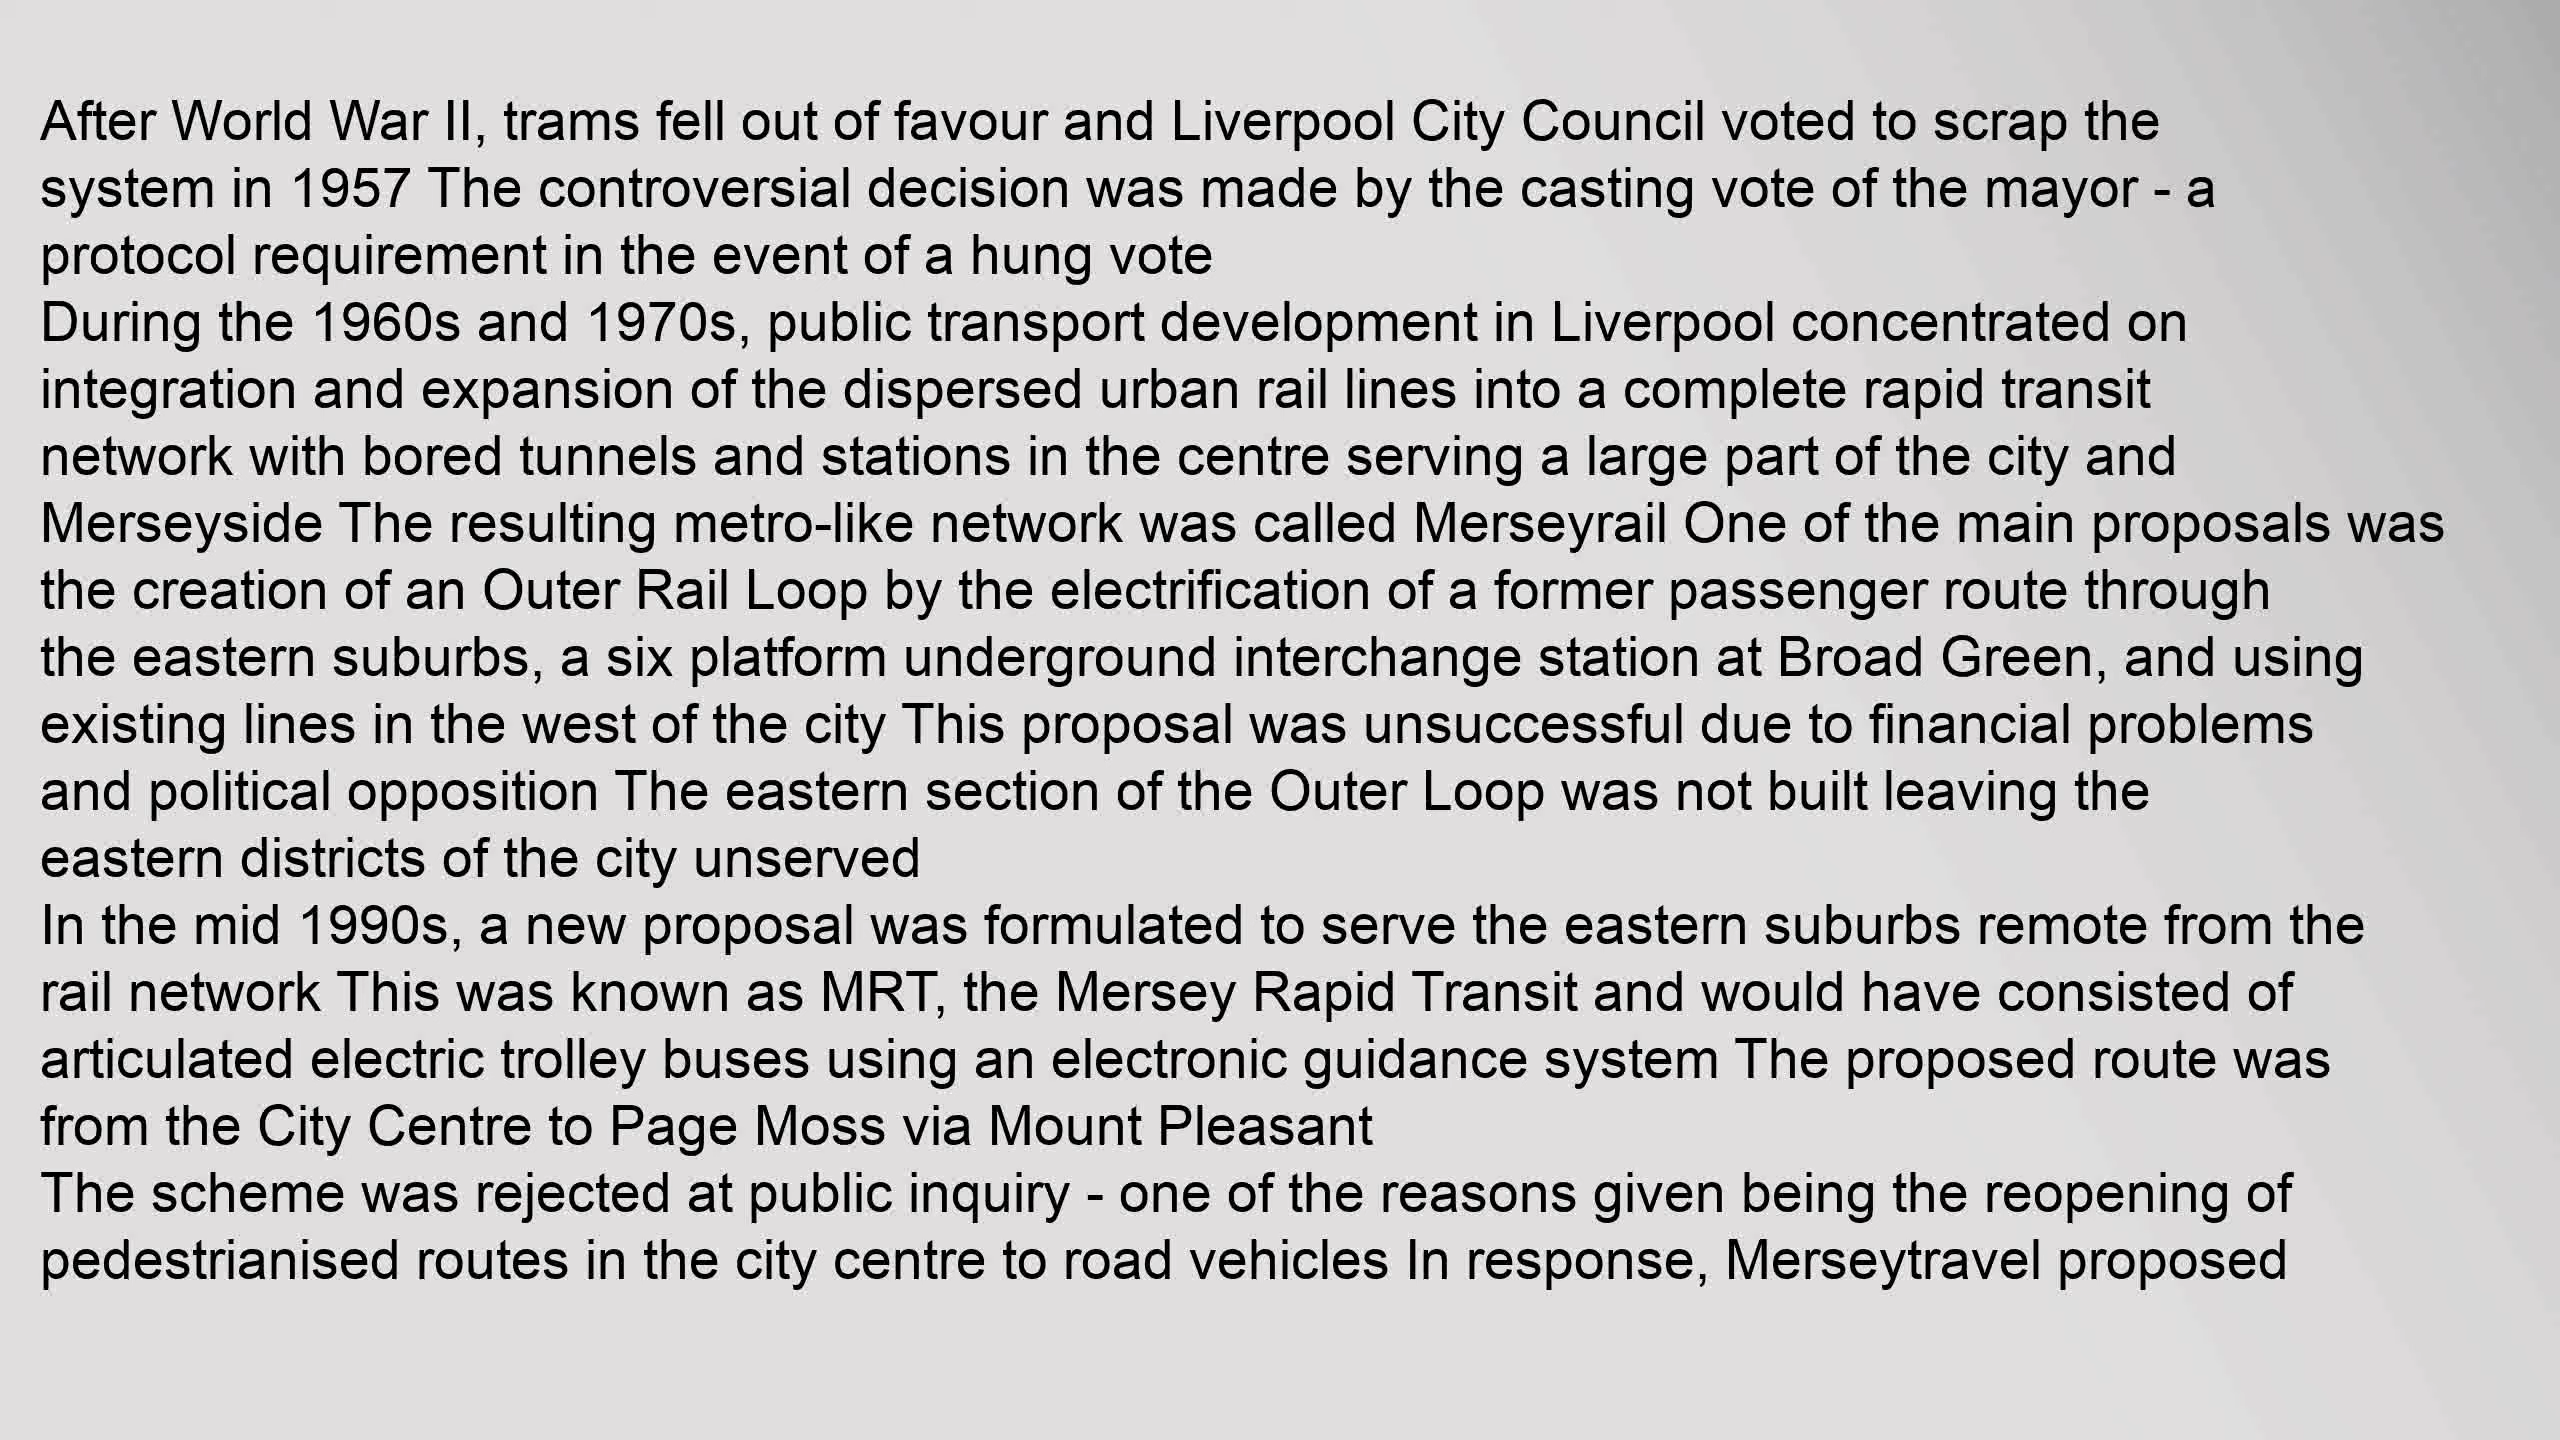 After World War II, trams fell out of favour and Liverpool City Council voted to scrap the
system in 1957 The controversial decision was made by the casting vote of the mayor - a
protocol requirement in the event of a hung vote
During the 1960s and 1970s, public transport development in Liverpool concentrated on
integration and expansion of the dispersed urban rail lines into a complete rapid transit
network with bored tunnels and stations in the centre serving a large part of the city and
Merseyside The resulting metro-like network was called Merseyrail One of the main proposals was
the creation of an Outer Rail Loop by the electrification of a former passenger route through
the eastern suburbs, a six platform underground interchange station at Broad Green, and using
existing lines in the west of the city This proposal was unsuccessful due to financial problems
and political opposition The eastern section of the Outer Loop was not built leaving the
eastern districts of the city unserved
In the mid 1990s, a new proposal was formulated to serve the eastern suburbs remote from the
rail network This was known as MRT, the Mersey Rapid Transit and would have consisted of
articulated electric trolley buses using an electronic guidance system The proposed route was
from the City Centre to Page Moss via Mount Pleasant
The scheme was rejected at public inquiry - one of the reasons given being the reopening of
pedestrianised routes in the city centre to road vehicles In response, Merseytravel proposed